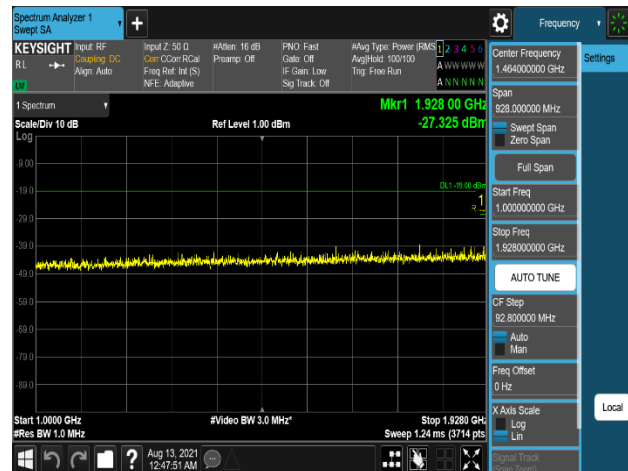 Spectrum Analyzer 1
Swept SA
Frequency
KEYSIGHT
RL
Input: RF
Coupling: DC
Align: Auto
Input Z: 50 Ω
Corr CCorr RCal
Freq Ref: Int (S)
NFE: Adaptive
#Atten: 16 dB
Preamp: Off
PNO: Fast
Gate: Off
IF Gain: Low
Sig Track: Off
#Avg Type: Power (RMS
Avg|Hold: 100/100
Trig: Free Run
1 2 3 4 5 6
A W W W W W
A N N N N N
1 Spectrum
Mkr1 1.928 00 GHz
Scale/Div 10 dB
Ref Level 1.00 dBm
-27.325 dBm
Log
-9.00
-19.0
-29.0
-39.0
-49.0
-59.0
-69.0
-79.0
-89.0
DL1 -19.00 dBm
1
Start 1.0000 GHz
#Video BW 3.0 MHz*
Stop 1.9280 GHz
#Res BW 1.0 MHz
Sweep 1.24 ms (3714 pts)
?
Aug 13, 2021
12:47:51 AM
Center Frequency
1.464000000 GHz
Settings
Span
928.000000 MHz
Swept Span
Zero Span
Full Span
Start Freq
1.000000000 GHz
Stop Freq
1.928000000 GHz
AUTO TUNE
CF Step
92.800000 MHz
Auto
Man
Freq Offset
0 Hz
X Axis Scale
Log
Lin
Local
Signal Track
(Span Zoom)